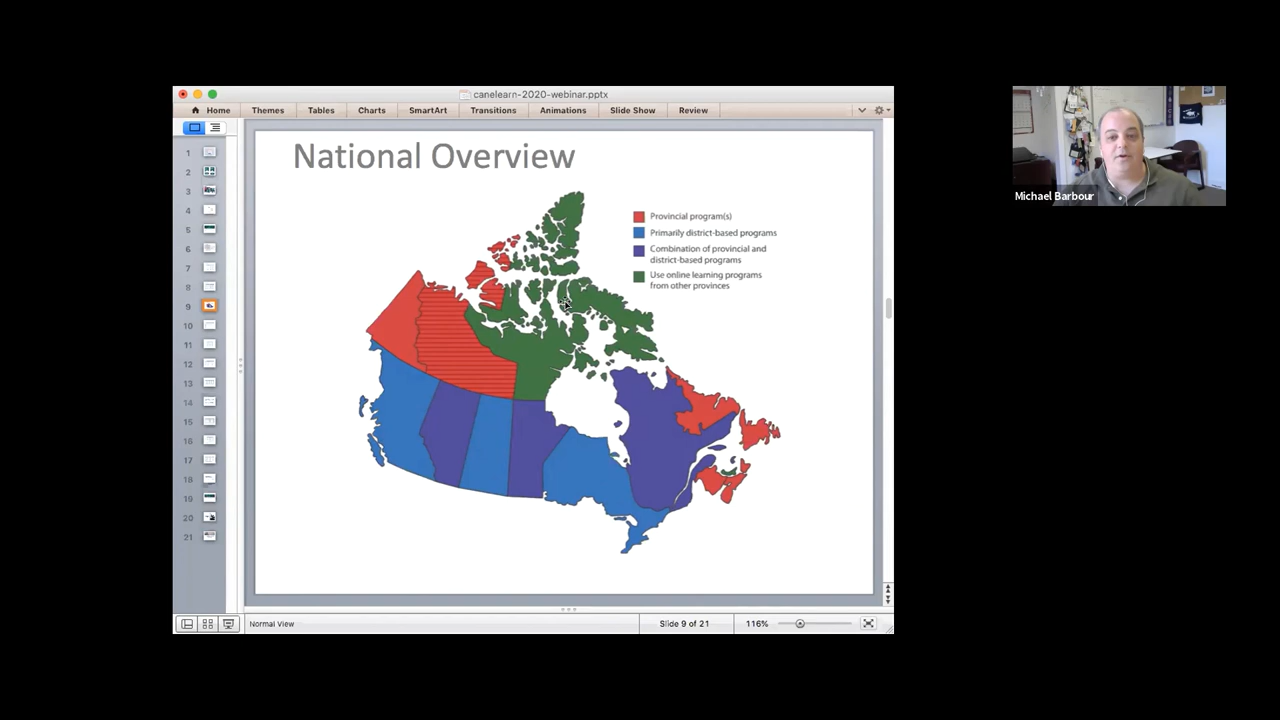 canelearn-2020-webinar.pptx
Home Themes Tables Charts SmartArt Transitions Animations Slide Show Review
1
2
3
4
5
6
7
8
9
10
11
12
13
14
15
16
17
18
19
20
21
National Overview
Provincial program(s)
Primarily district-based programs
Combination of provincial and
district-based programs
Use online learning programs
from other provinces
Normal View Slide 9 of 21 116%
Michael Barbour